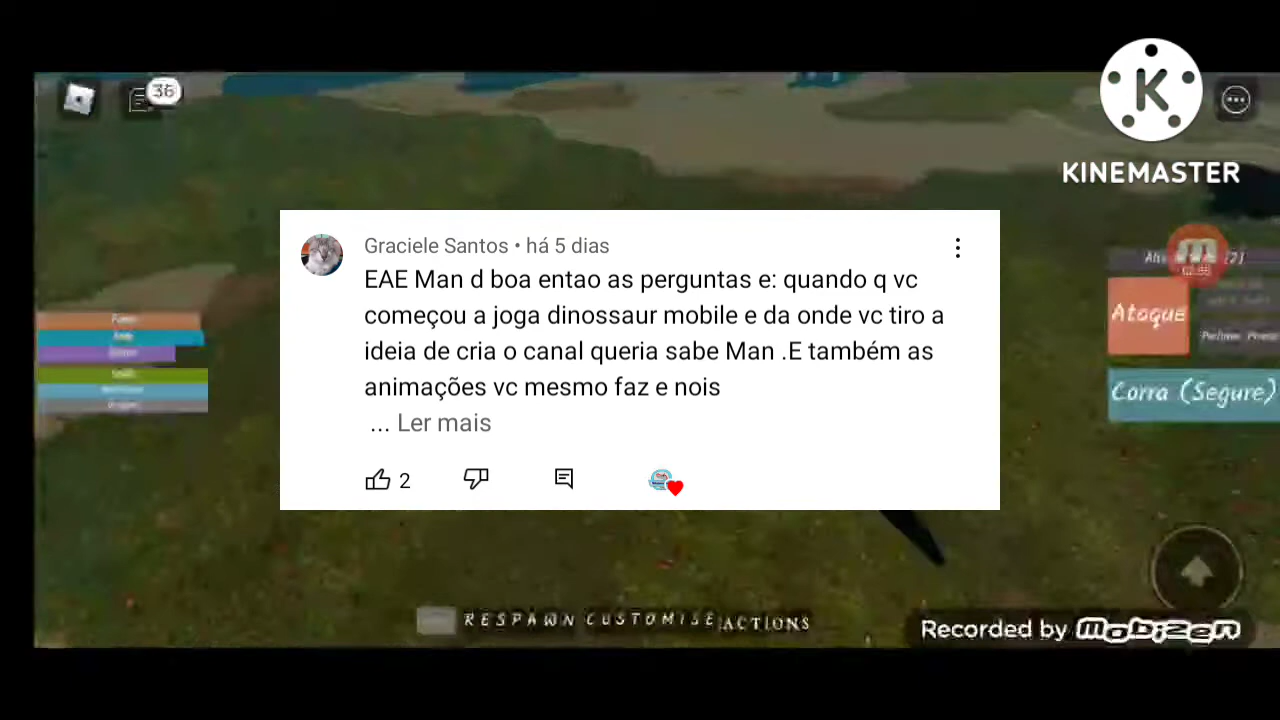 36
K
KINEMASTER
Graciele Santos • há 5 dias
EAE Man d boa entao as perguntas e: quando q vc
começou a joga dinossaur mobile e da onde vc tiro a
ideia de cria o canal queria sabe Man .E também as
animações vc mesmo faz e nois
... Ler mais
2
Ataque
Corra (Segure)
RESPAWN CUSTOMISE ACTIONS
Recorded by mobizen